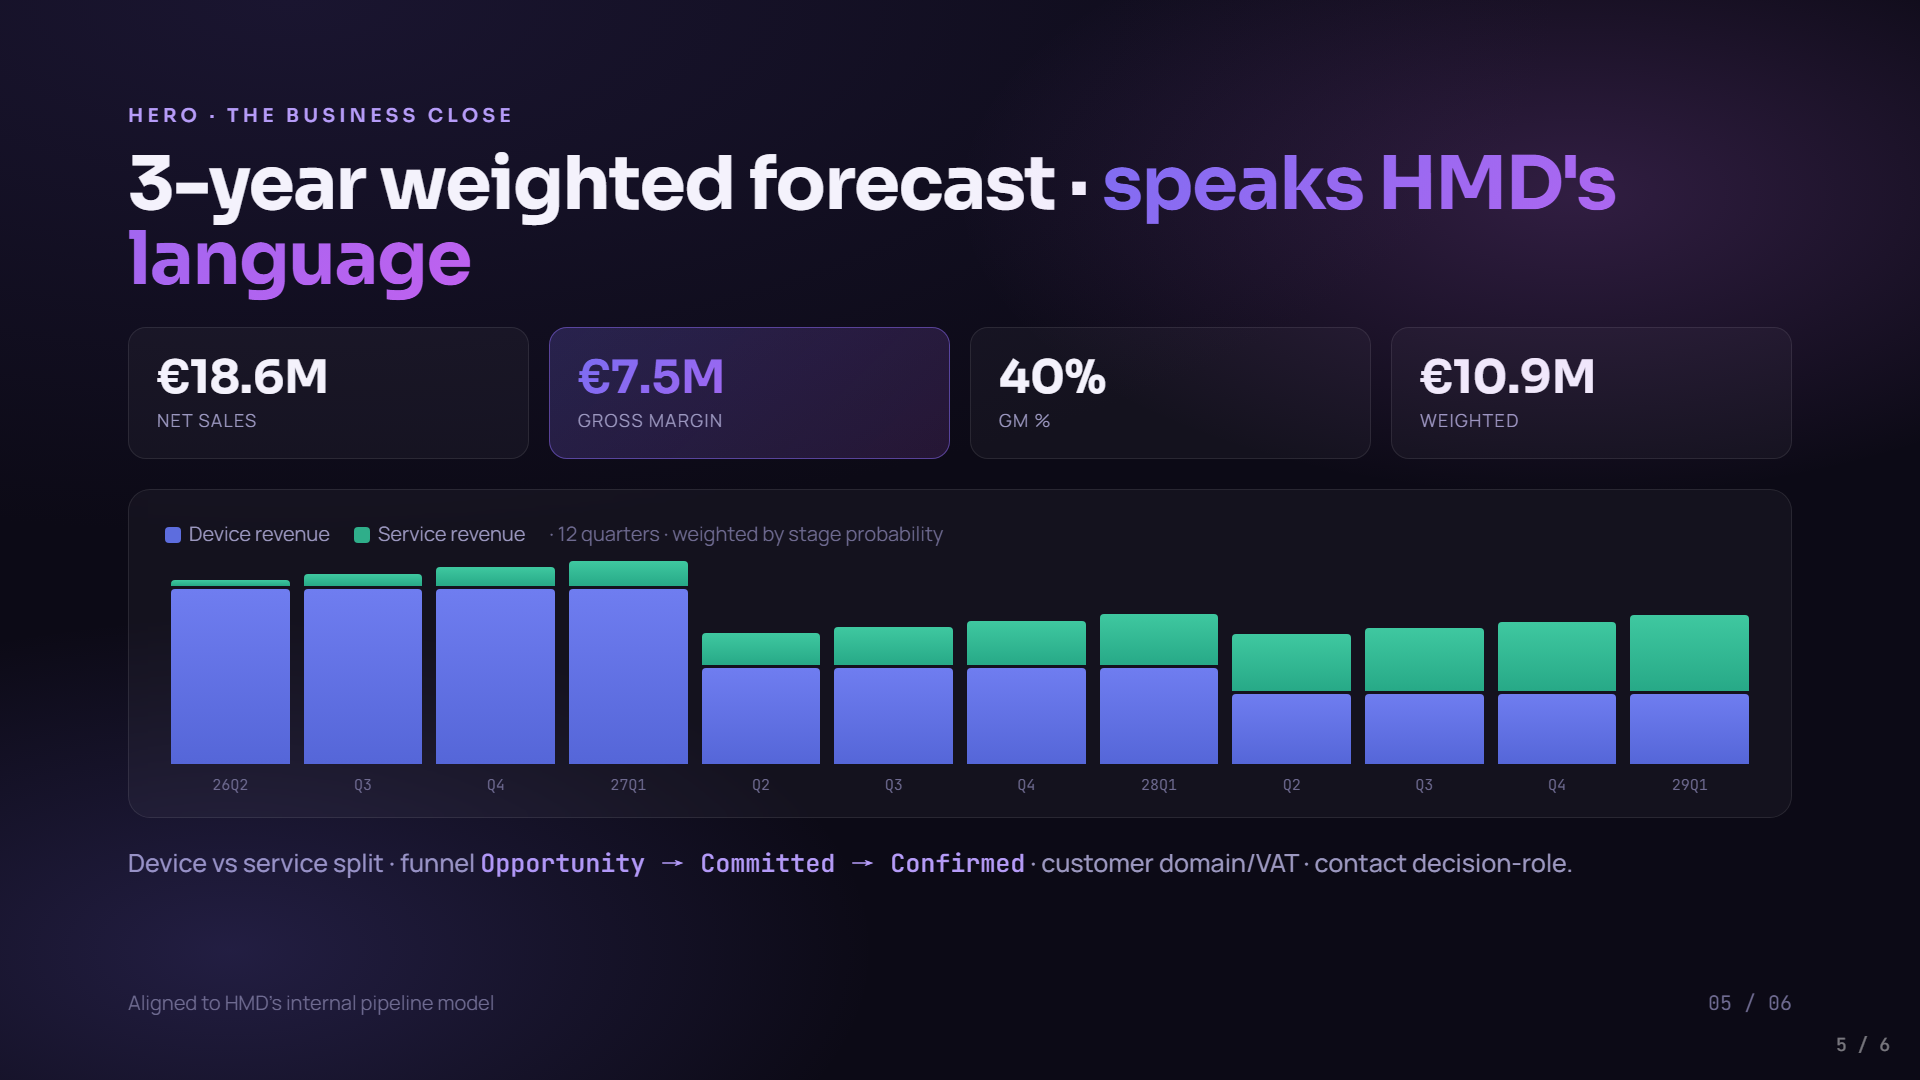 HERO · THE BUSINESS CLOSE
3-year weighted forecast · speaks HMD's
language
€18.6M
NET SALES
€7.5M
GROSS MARGIN
40%
GM %
€10.9M
WEIGHTED
Device revenue Service revenue · 12 quarters · weighted by stage probability
26Q2 Q3 Q4 27Q1 Q2 Q3 Q4 28Q1 Q2 Q3 Q4 29Q1
Device vs service split · funnel Opportunity → Committed → Confirmed · customer domain/VAT · contact decision-role.
Aligned to HMD's internal pipeline model
05 / 06
5 / 6